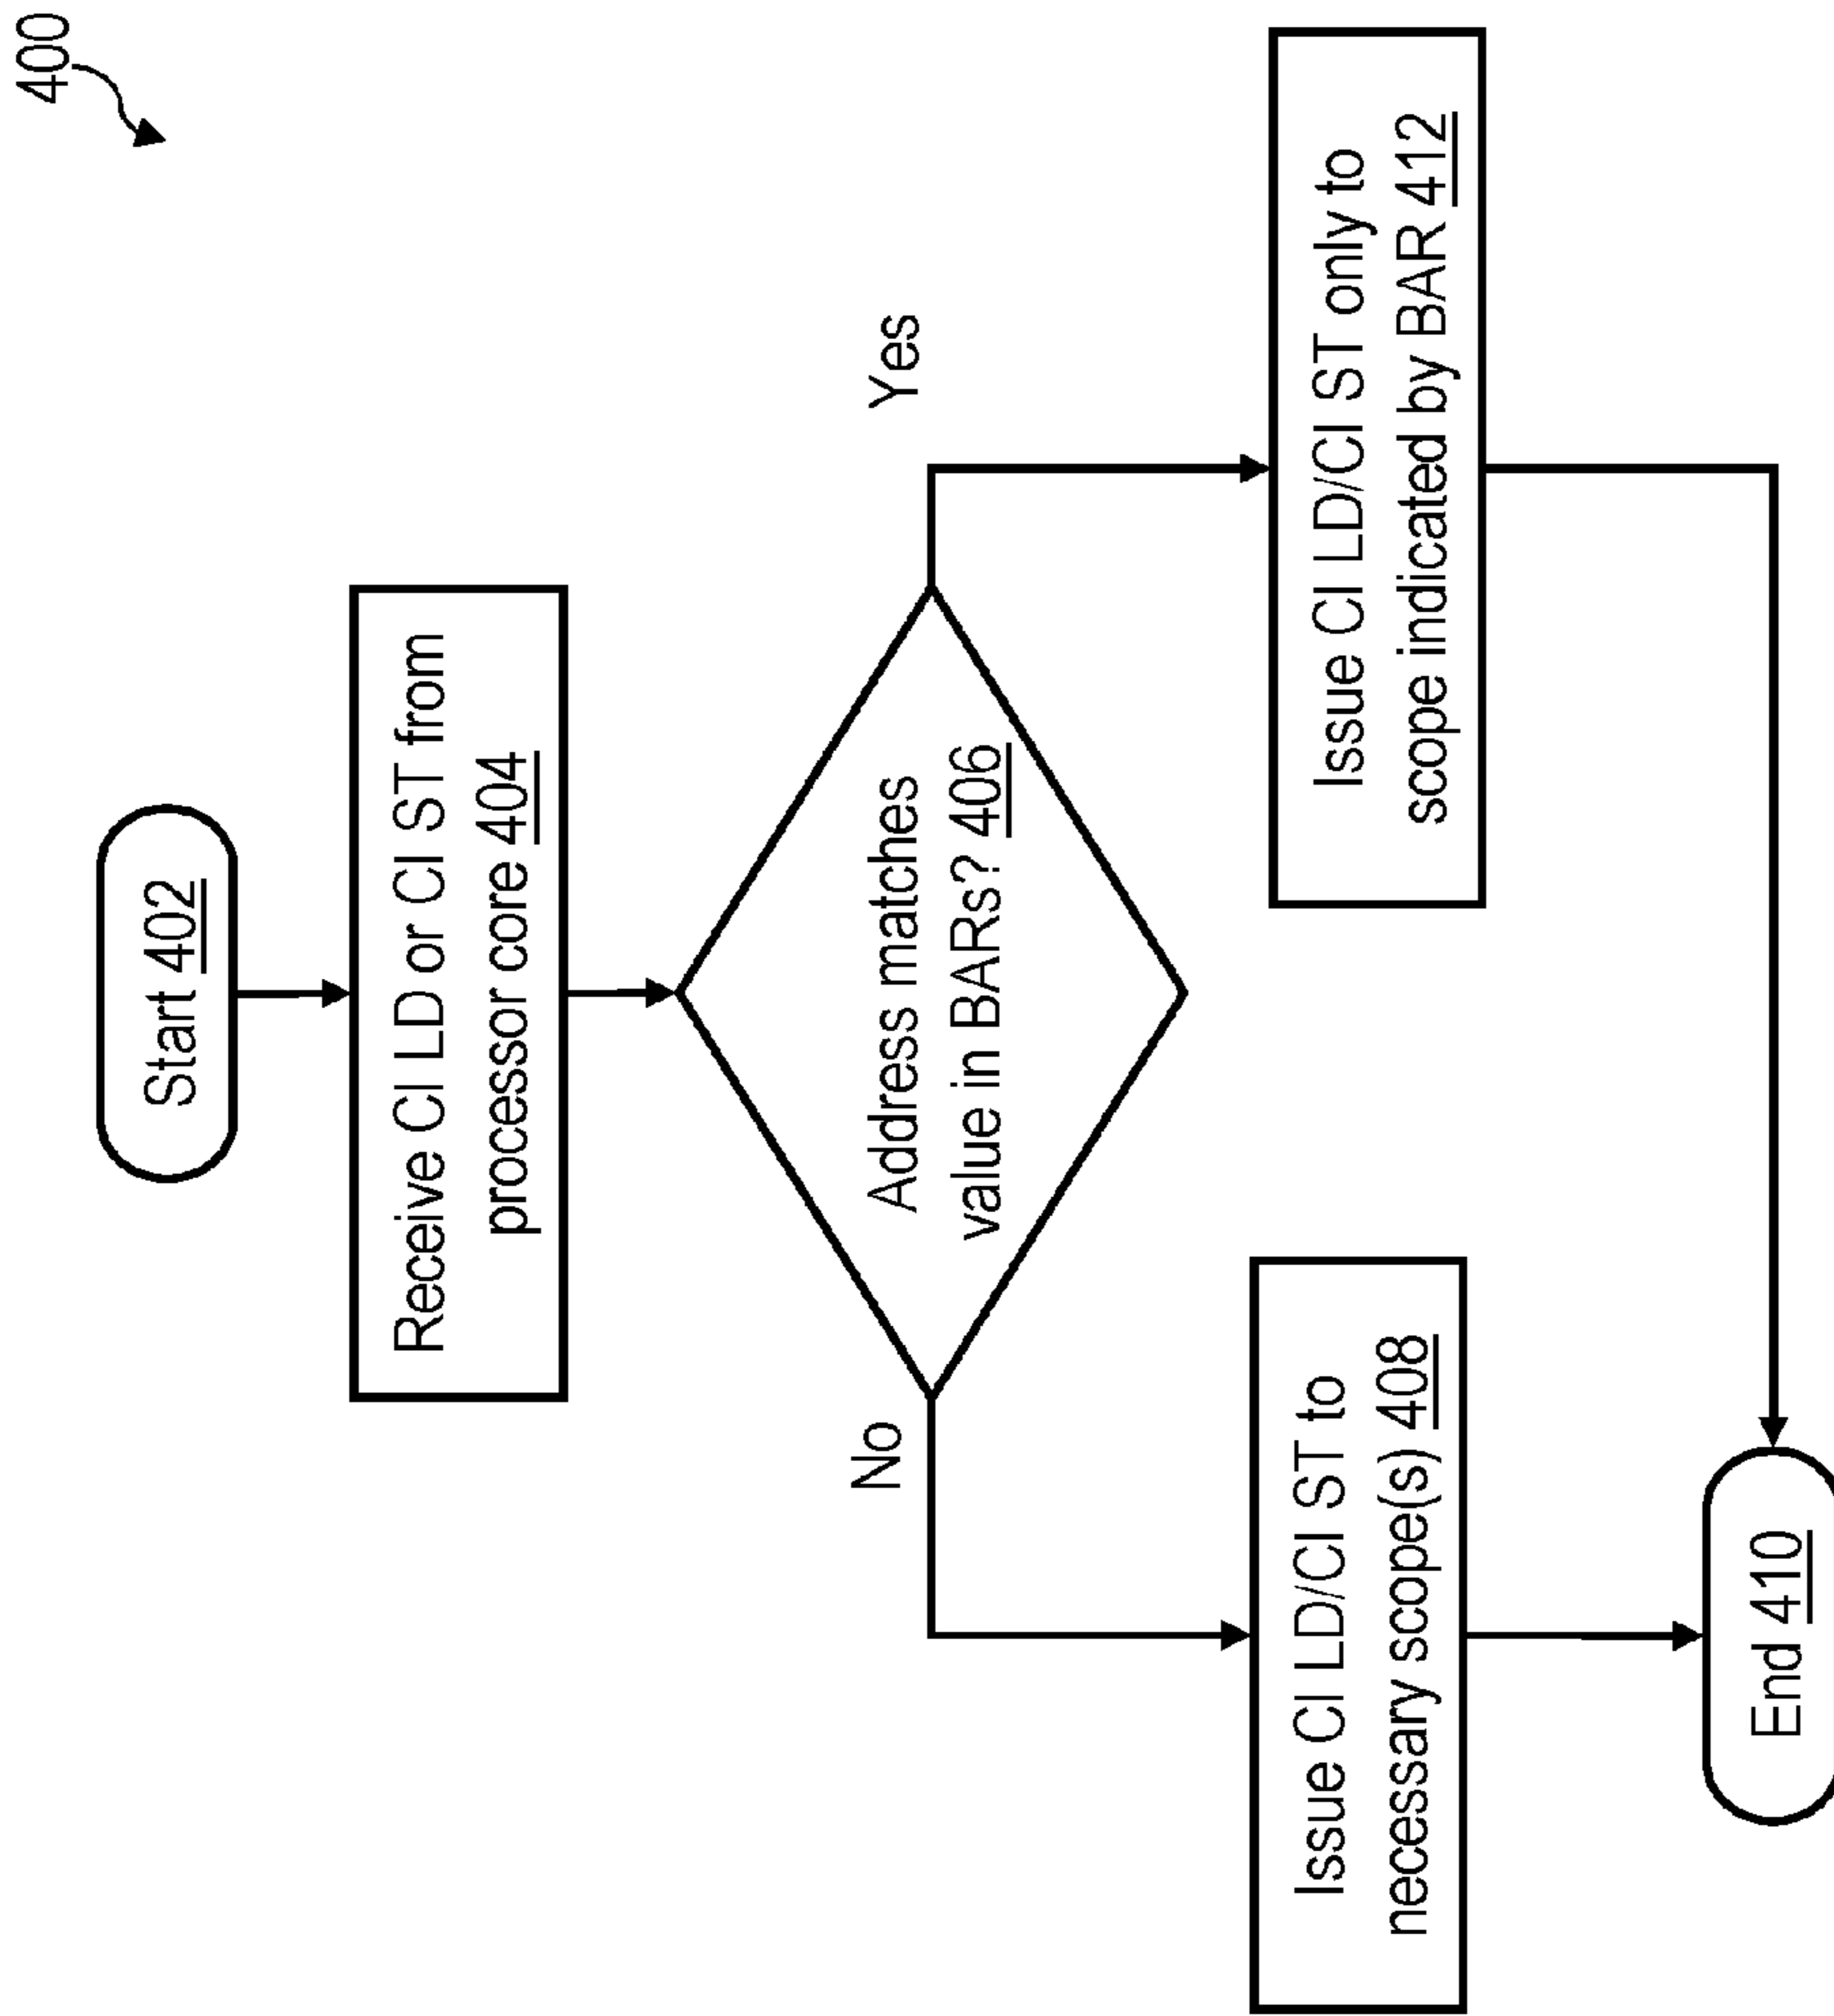 400
Start 402
Receive CI LD or CI ST from
processor core 404
Address matches
value in BARs? 406
No
Yes
Issue CI LD/CI ST to
necessary scope(s) 408
Issue CI LD/CI ST only to
scope indicated by BAR 412
End 410